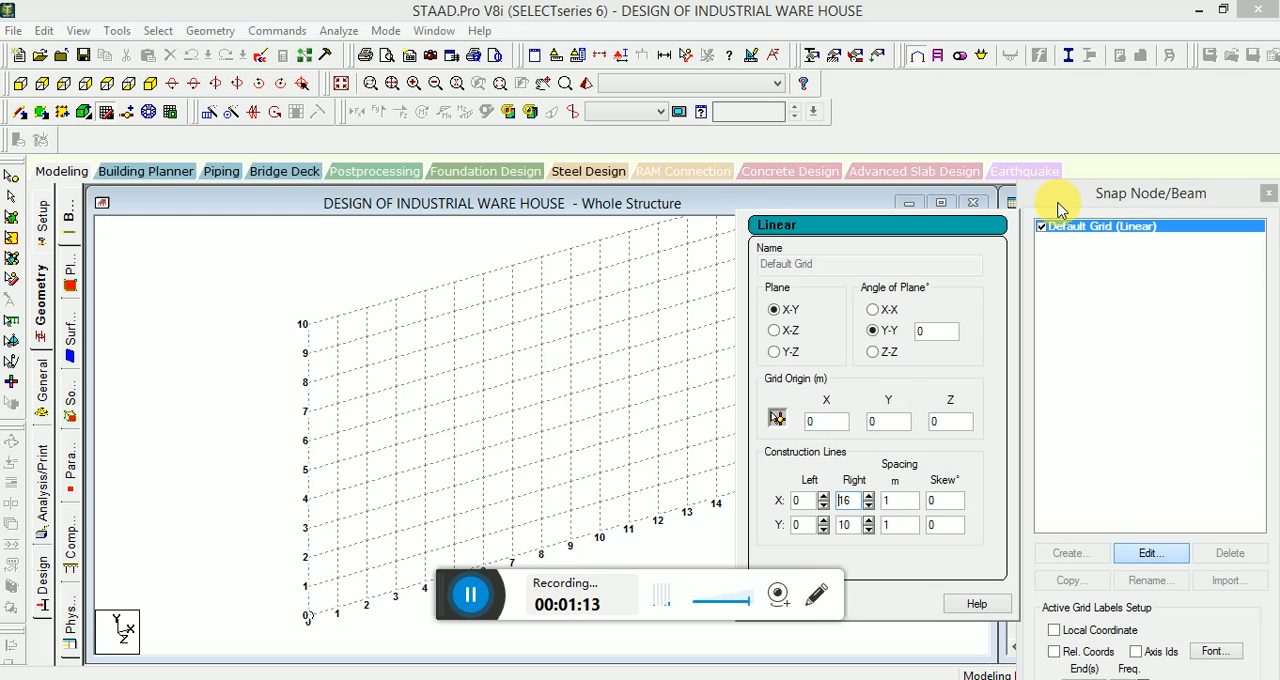 STAAD.Pro V8i (SELECTseries 6) - DESIGN OF INDUSTRIAL WARE HOUSE
File Edit View Tools Select Geometry Commands Analyze Mode Window Help
Modeling Building Planner Piping Bridge Deck Postprocessing Foundation Design Steel Design RAM Connection Concrete Design Advanced Slab Design Earthquake
DESIGN OF INDUSTRIAL WARE HOUSE - Whole Structure
Snap Node/Beam
Setup
Geometry
General
Analysis/Print
Design
B...
Pl...
Surf...
So...
Para...
Comp...
Phys...
10
9
8
7
6
5
4
3
2
1
0
0 1 2 3 4 7 8 9 10 11 12 13 14
Y X Z
Linear
Name
Default Grid
Plane
X-Y
X-Z
Y-Z
Angle of Plane°
X-X
Y-Y 0
Z-Z
Grid Origin (m)
X Y Z
0 0 0
Construction Lines
Spacing
Left Right m Skew°
X: 0 16 1 0
Y: 0 10 1 0
Help
Default Grid (Linear)
Create... Edit... Delete
Copy... Rename... Import...
Active Grid Labels Setup
Local Coordinate
Rel. Coords Axis Ids Font...
End(s) Freq.
Recording...
00:01:13
Modeling